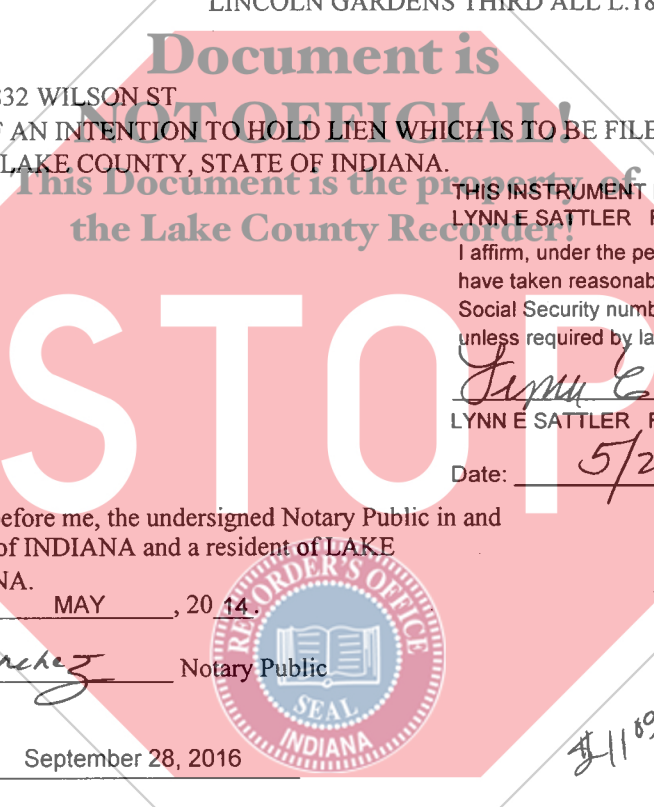 LINCOLN GARDENS THIRD ALL L.18
Document is
32 WILSON ST
NOT OFFICIAL!
AN INTENTION TO HOLD LIEN WHICH IS TO BE FILE
LAKE COUNTY, STATE OF INDIANA.
This Document is the property of
the Lake County Recorder!
THIS INSTRUMENT
LYNN E SATTLER
I affirm, under the pe
have taken reasonab
Social Security numb
unless required by la
STOP
Lynn E
LYNN E SATTLER
Date: 5/2
efore me, the undersigned Notary Public in and
of INDIANA and a resident of LAKE
NA.
MAY, 20 14.
nchez Notary Public
RECORDER'S OFFICE
SEAL
INDIANA
September 28, 2016